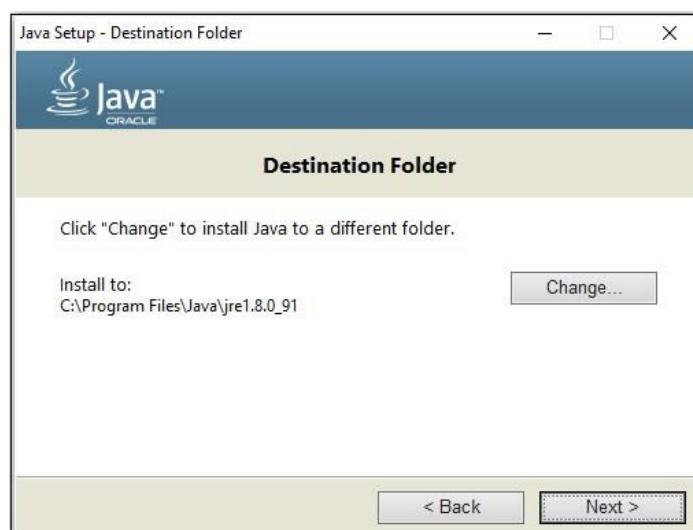 Java Setup - Destination Folder
Java™
ORACLE
Destination Folder
Click "Change" to install Java to a different folder.
Install to:
C:\Program Files\Java\jre1.8.0_91
Change...
< Back
Next >